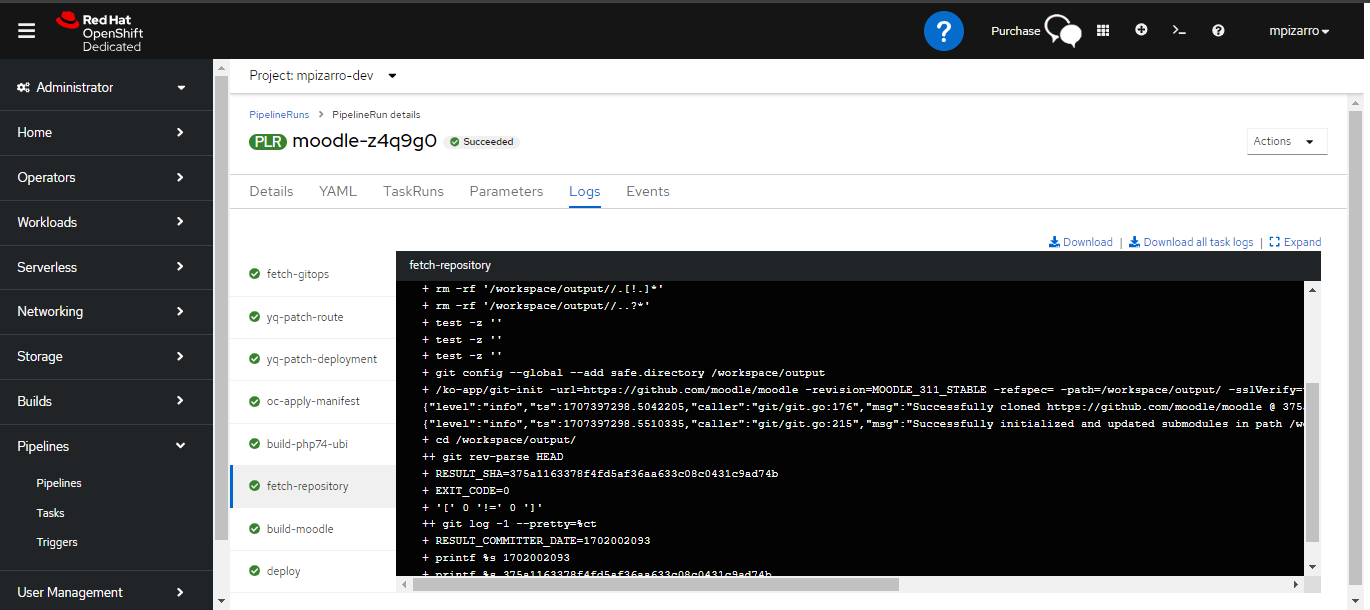 Red Hat
OpenShift
Dedicated
?
Purchase
>_
?
mpizarro
Administrator
Home
Operators
Workloads
Serverless
Networking
Storage
Builds
Pipelines
Pipelines
Tasks
Triggers
User Management
Project: mpizarro-dev
PipelineRuns > PipelineRun details
PLR moodle-z4q9g0 Succeeded
Actions
Details YAML TaskRuns Parameters Logs Events
Download | Download all task logs | Expand
fetch-gitops
yq-patch-route
yq-patch-deployment
oc-apply-manifest
build-php74-ubi
fetch-repository
build-moodle
deploy
fetch-repository
+ rm -rf '/workspace/output//.[!.]*'
+ rm -rf '/workspace/output//..?*'
+ test -z ''
+ test -z ''
+ test -z ''
+ git config --global --add safe.directory /workspace/output
+ /ko-app/git-init -url=https://github.com/moodle/moodle -revision=MOODLE_311_STABLE -refspec= -path=/workspace/output/ -sslVerify=
{"level":"info","ts":1707397298.5042205,"caller":"git/git.go:176","msg":"Successfully cloned https://github.com/moodle/moodle @ 375
{"level":"info","ts":1707397298.5510335,"caller":"git/git.go:215","msg":"Successfully initialized and updated submodules in path /w
+ cd /workspace/output/
++ git rev-parse HEAD
+ RESULT_SHA=375a1163378f4fd5af36aa633c08c0431c9ad74b
+ EXIT_CODE=0
+ '[' 0 '!=' 0 ']'
++ git log -1 --pretty=%ct
+ RESULT_COMMITTER_DATE=1702002093
+ printf %s 1702002093
+ printf %s 375a1163378f4fd5af36aa633c08c0431c9ad74b